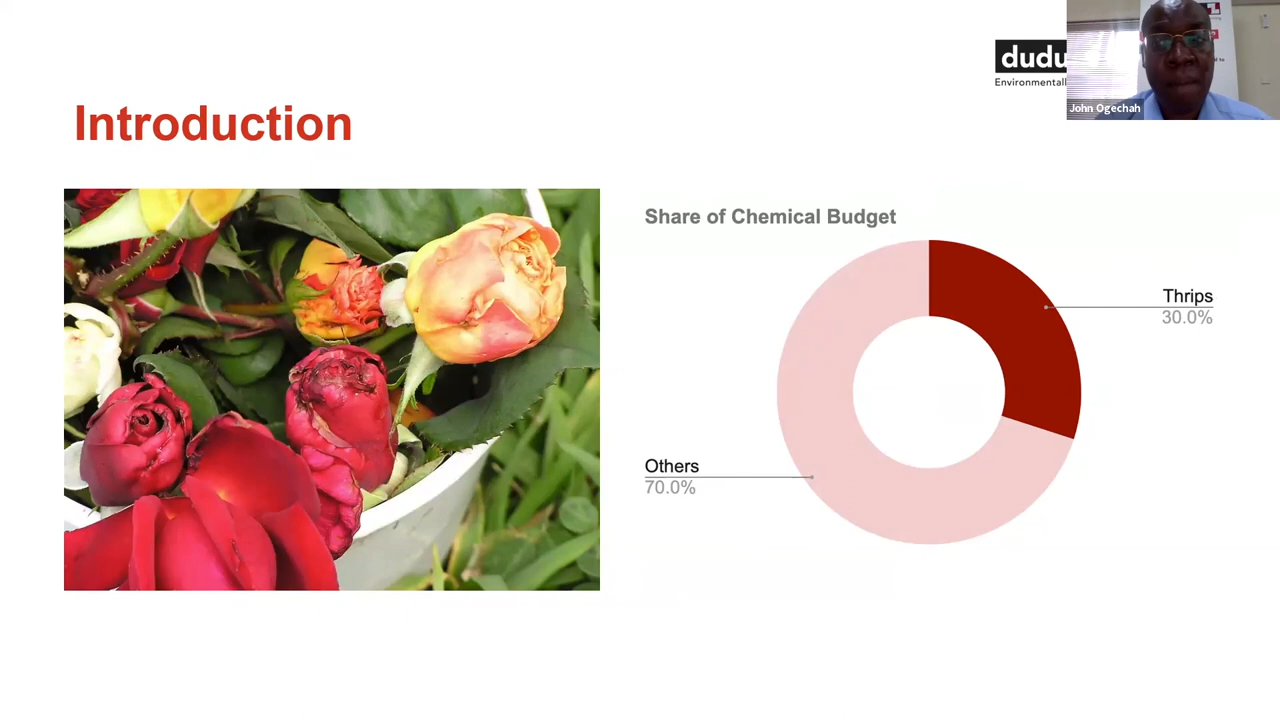 dudu
Environmental
John Ogechah
Introduction
Share of Chemical Budget
Thrips
30.0%
Others
70.0%